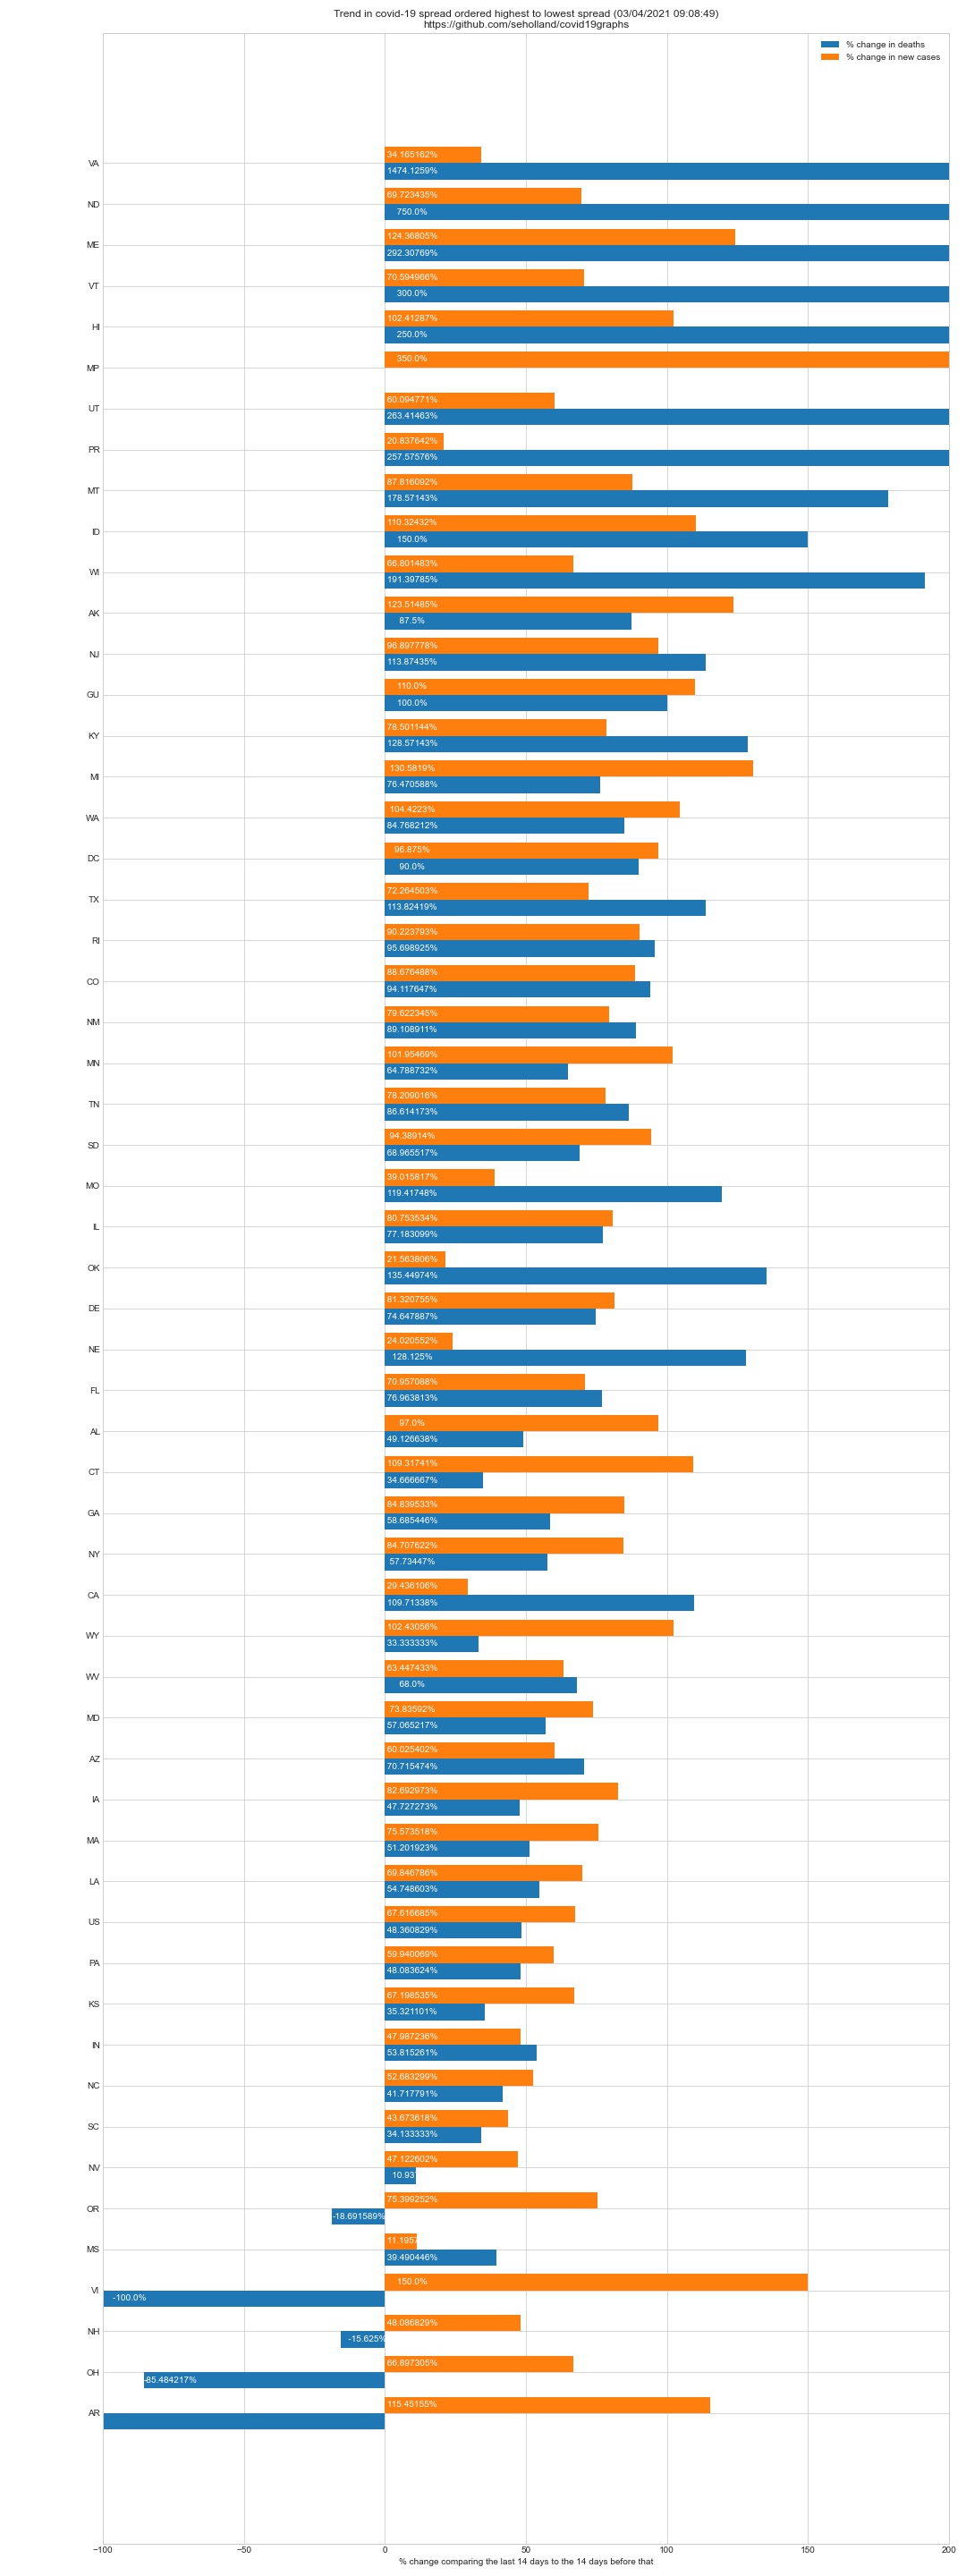 Trend in covid-19 spread ordered highest to lowest spread (03/04/2021 09:08:49)
https://github.com/seholland/covid19graphs
% change in deaths
% change in new cases
34.165162%
VA
1474.1259%
69.723435%
ND
750.0%
124.36805%
ME
292.30769%
70.594966%
VT
300.0%
102.41287%
HI
250.0%
350.0%
MP
60.094771%
UT
263.41463%
20.837642%
PR
257.57576%
87.816092%
MT
178.57143%
110.32432%
ID
150.0%
66.801483%
WI
191.39785%
123.51485%
AK
87.5%
96.897778%
NJ
113.87435%
110.0%
GU
100.0%
78.501144%
KY
128.57143%
130.5819%
MI
76.470588%
104.4223%
WA
84.768212%
96.875%
DC
90.0%
72.264503%
TX
113.82419%
90.223793%
RI
95.698925%
88.676488%
CO
94.117647%
79.622345%
NM
89.108911%
101.95469%
MN
64.788732%
78.209016%
TN
86.614173%
94.38914%
SD
68.965517%
39.015817%
MO
119.41748%
80.753534%
IL
77.183099%
21.563806%
OK
135.44974%
81.320755%
DE
74.647887%
24.020552%
NE
128.125%
70.957088%
FL
76.963813%
97.0%
AL
49.126638%
109.31741%
CT
34.666667%
84.839533%
GA
58.685446%
84.707622%
NY
57.73447%
29.436106%
CA
109.71338%
102.43056%
WY
33.333333%
63.447433%
WV
68.0%
73.83592%
MD
57.065217%
60.025402%
AZ
70.715474%
82.692973%
IA
47.727273%
75.573518%
MA
51.201923%
69.846786%
LA
54.748603%
67.616685%
US
48.360829%
59.940069%
PA
48.083624%
67.198535%
KS
35.321101%
47.987236%
IN
53.815261%
52.683299%
NC
41.717791%
43.673618%
SC
34.133333%
47.122602%
NV
10.93
75.399252%
OR
-18.691589%
11.1957
MS
39.490446%
150.0%
VI
-100.0%
48.086829%
NH
-15.625%
66.897305%
OH
-85.484217%
115.45155%
AR
−100 −50 0 50 100 150 200
% change comparing the last 14 days to the 14 days before that